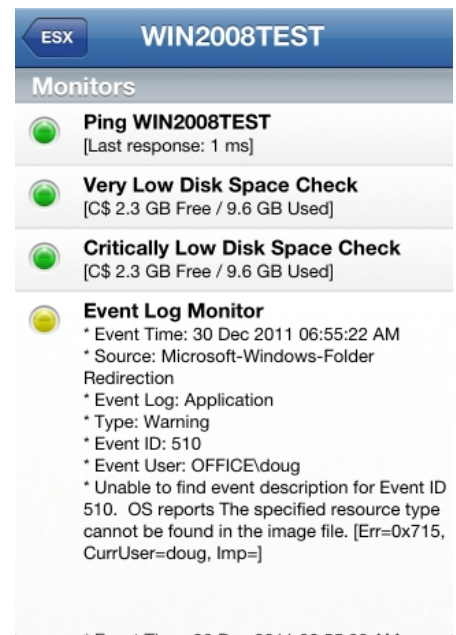 ESX
WIN2008TEST
Monitors
Ping WIN2008TEST
[Last response: 1 ms]
Very Low Disk Space Check
[C$ 2.3 GB Free / 9.6 GB Used]
Critically Low Disk Space Check
[C$ 2.3 GB Free / 9.6 GB Used]
Event Log Monitor
* Event Time: 30 Dec 2011 06:55:22 AM
* Source: Microsoft-Windows-Folder
Redirection
* Event Log: Application
* Type: Warning
* Event ID: 510
* Event User: OFFICE\doug
* Unable to find event description for Event ID
510.  OS reports The specified resource type
cannot be found in the image file. [Err=0x715,
CurrUser=doug, Imp=]